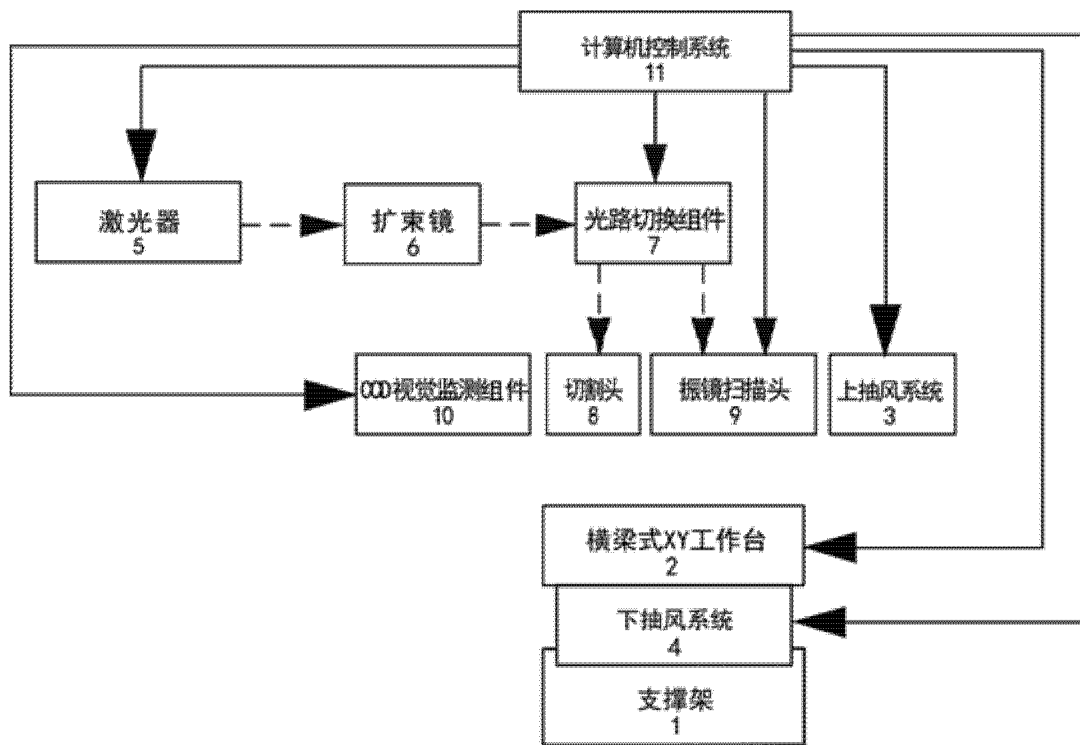 计算机控制系统
11
激光器
5
扩束镜
6
光路切换组件
7
CCD视觉监测组件
10
切割头
8
振镜扫描头
9
上抽风系统
3
横梁式XY工作台
2
下抽风系统
4
支撑架
1